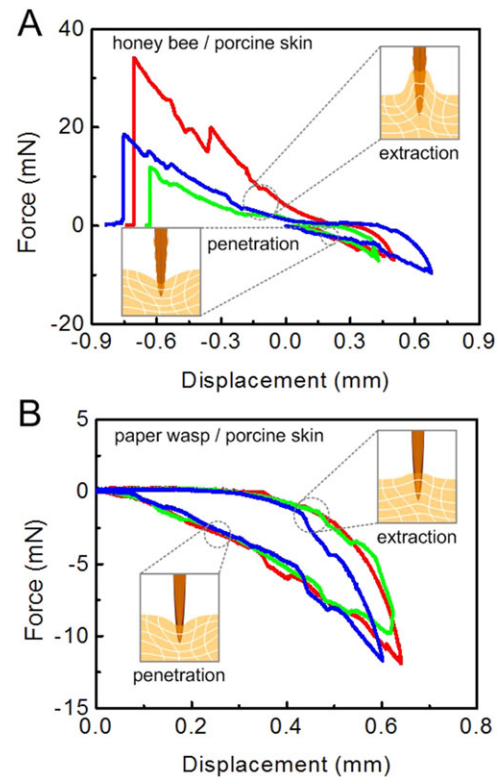 A
honey bee / porcine skin
extraction
penetration
Force (mN)
40
20
0
-20
-0.9
-0.6
-0.3
0.0
0.3
0.6
0.9
Displacement (mm)
B
paper wasp / porcine skin
extraction
penetration
Force (mN)
5
0
-5
-10
-15
0.0
0.2
0.4
0.6
0.8
Displacement (mm)